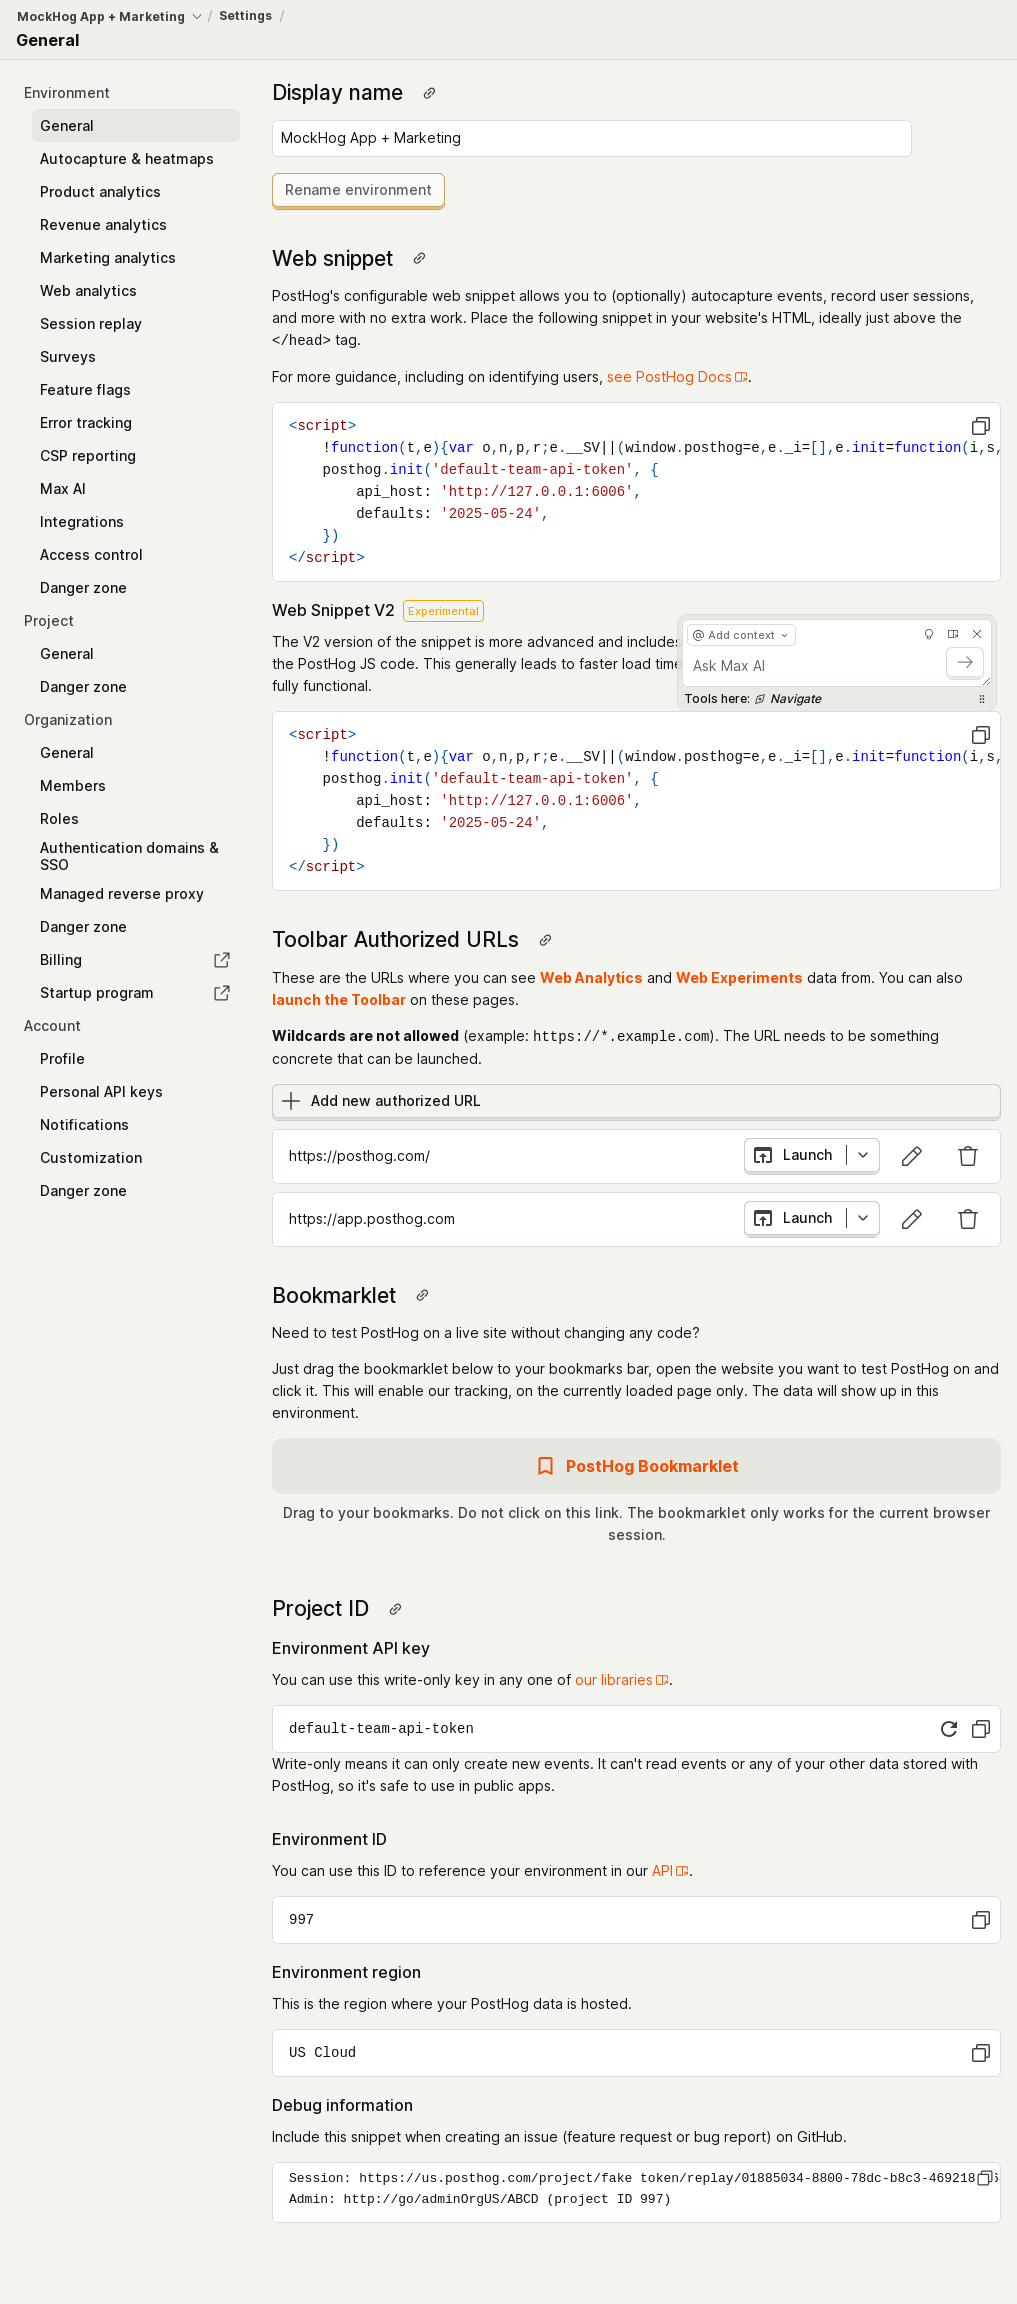 MockHog App + Marketing / Settings /
General
Environment
General
Autocapture & heatmaps
Product analytics
Revenue analytics
Marketing analytics
Web analytics
Session replay
Surveys
Feature flags
Error tracking
CSP reporting
Max AI
Integrations
Access control
Danger zone
Project
General
Danger zone
Organization
General
Members
Roles
Authentication domains &
SSO
Managed reverse proxy
Danger zone
Billing
Startup program
Account
Profile
Personal API keys
Notifications
Customization
Danger zone
Display name
MockHog App + Marketing
Rename environment
Web snippet
PostHog's configurable web snippet allows you to (optionally) autocapture events, record user sessions,
and more with no extra work. Place the following snippet in your website's HTML, ideally just above the
</head> tag.
For more guidance, including on identifying users, see PostHog Docs.
<script>
!function(t,e){var o,n,p,r;e.__SV||(window.posthog=e,e._i=[],e.init=function(i,s,
posthog.init('default-team-api-token', {
api_host: 'http://127.0.0.1:6006',
defaults: '2025-05-24',
})
</script>
Web Snippet V2 Experimental
The V2 version of the snippet is more advanced and includes
the PostHog JS code. This generally leads to faster load time
fully functional.
@ Add context
Ask Max AI
Tools here: Navigate
<script>
!function(t,e){var o,n,p,r;e.__SV||(window.posthog=e,e._i=[],e.init=function(i,s,
posthog.init('default-team-api-token', {
api_host: 'http://127.0.0.1:6006',
defaults: '2025-05-24',
})
</script>
Toolbar Authorized URLs
These are the URLs where you can see Web Analytics and Web Experiments data from. You can also
launch the Toolbar on these pages.
Wildcards are not allowed (example: https://*.example.com). The URL needs to be something
concrete that can be launched.
Add new authorized URL
https://posthog.com/ Launch
https://app.posthog.com Launch
Bookmarklet
Need to test PostHog on a live site without changing any code?
Just drag the bookmarklet below to your bookmarks bar, open the website you want to test PostHog on and
click it. This will enable our tracking, on the currently loaded page only. The data will show up in this
environment.
PostHog Bookmarklet
Drag to your bookmarks. Do not click on this link. The bookmarklet only works for the current browser
session.
Project ID
Environment API key
You can use this write-only key in any one of our libraries.
default-team-api-token
Write-only means it can only create new events. It can't read events or any of your other data stored with
PostHog, so it's safe to use in public apps.
Environment ID
You can use this ID to reference your environment in our API.
997
Environment region
This is the region where your PostHog data is hosted.
US Cloud
Debug information
Include this snippet when creating an issue (feature request or bug report) on GitHub.
Session: https://us.posthog.com/project/fake token/replay/01885034-8800-78dc-b8c3-469218
Admin: http://go/adminOrgUS/ABCD (project ID 997)